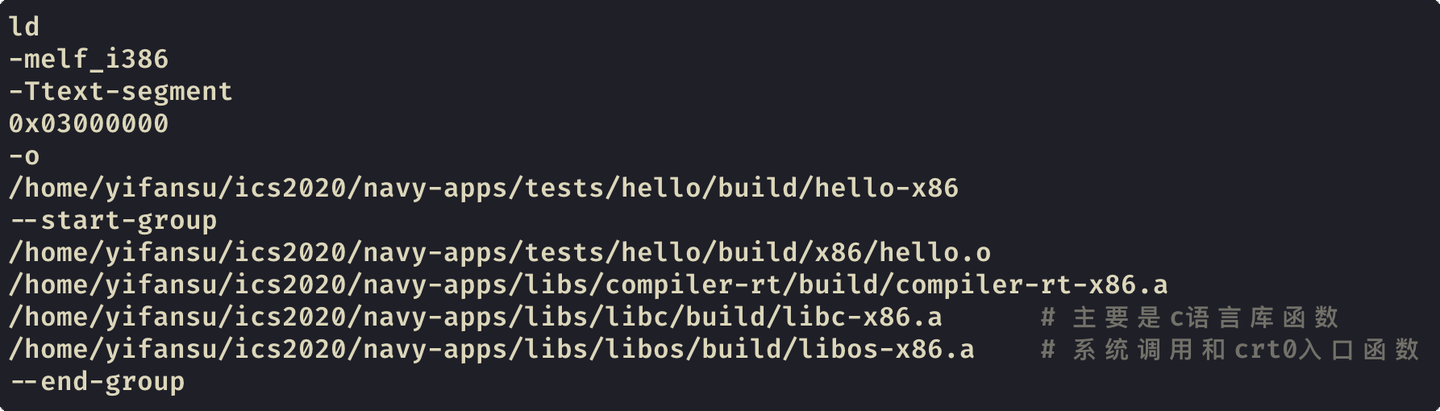 ld
-melf_i386
-Ttext-segment
0x03000000
-o
/home/yifansu/ics2020/navy-apps/tests/hello/build/hello-x86
--start-group
/home/yifansu/ics2020/navy-apps/tests/hello/build/x86/hello.o
/home/yifansu/ics2020/navy-apps/libs/compiler-rt/build/compiler-rt-x86.a
/home/yifansu/ics2020/navy-apps/libs/libc/build/libc-x86.a # 主要是c语言库函数
/home/yifansu/ics2020/navy-apps/libs/libos/build/libos-x86.a # 系统调用和crt0入口函数
--end-group